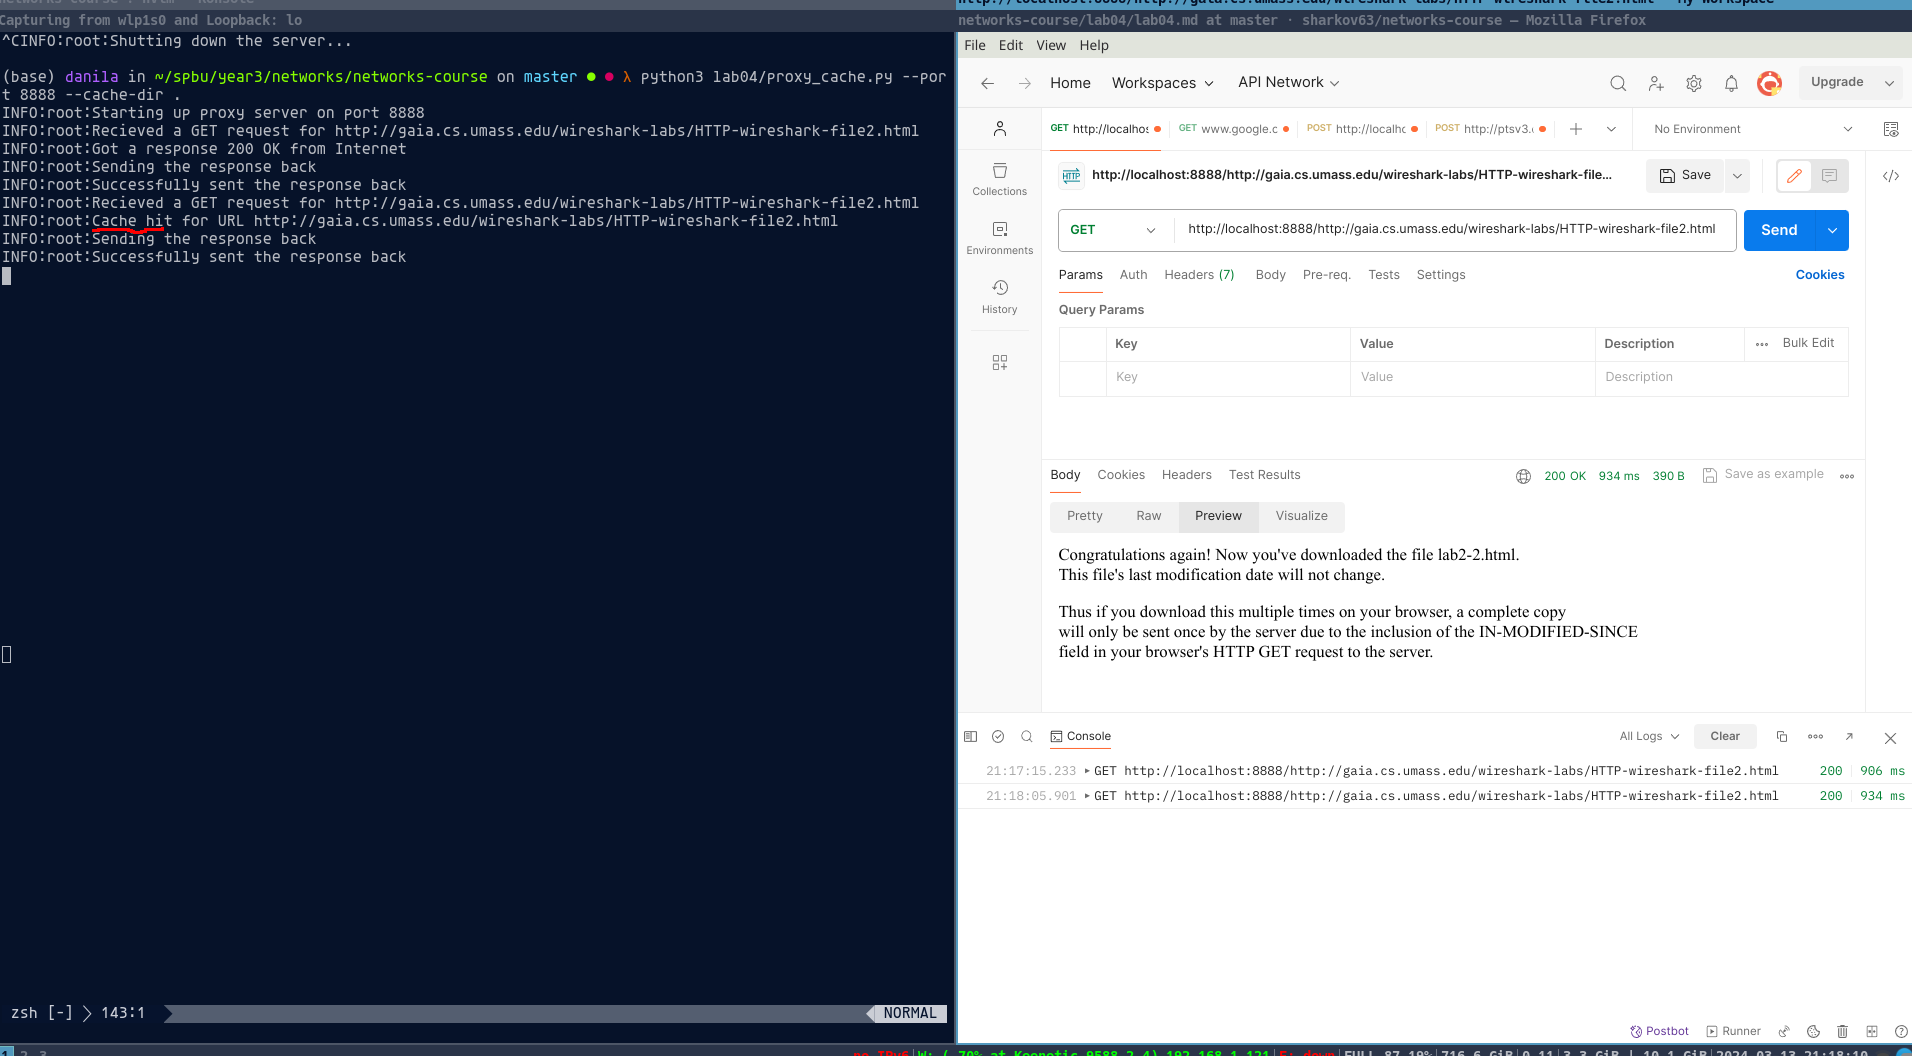 Capturing from wlp1s0 and Loopback: lo
^CINFO:root:Shutting down the server...
(base) danila in ~/spbu/year3/networks/networks-course on master ● ● λ python3 lab04/proxy_cache.py --por
t 8888 --cache-dir .
INFO:root:Starting up proxy server on port 8888
INFO:root:Recieved a GET request for http://gaia.cs.umass.edu/wireshark-labs/HTTP-wireshark-file2.html
INFO:root:Got a response 200 OK from Internet
INFO:root:Sending the response back
INFO:root:Successfully sent the response back
INFO:root:Recieved a GET request for http://gaia.cs.umass.edu/wireshark-labs/HTTP-wireshark-file2.html
INFO:root:Cache hit for URL http://gaia.cs.umass.edu/wireshark-labs/HTTP-wireshark-file2.html
INFO:root:Sending the response back
INFO:root:Successfully sent the response back
zsh [-] 143:1 NORMAL
networks-course/lab04/lab04.md at master · sharkov63/networks-course — Mozilla Firefox
File Edit View Help
Home Workspaces API Network Upgrade
GET http://localhos GET www.google.c POST http://localhc POST http://ptsv3. No Environment
Collections
Environments
History
HTTP http://localhost:8888/http://gaia.cs.umass.edu/wireshark-labs/HTTP-wireshark-file... Save
GET http://localhost:8888/http://gaia.cs.umass.edu/wireshark-labs/HTTP-wireshark-file2.html Send
Params Auth Headers (7) Body Pre-req. Tests Settings Cookies
Query Params
Key Value Description Bulk Edit
Key Value Description
Body Cookies Headers Test Results 200 OK 934 ms 390 B Save as example
Pretty Raw Preview Visualize
Congratulations again! Now you've downloaded the file lab2-2.html.
This file's last modification date will not change.
Thus if you download this multiple times on your browser, a complete copy
will only be sent once by the server due to the inclusion of the IN-MODIFIED-SINCE
field in your browser's HTTP GET request to the server.
Console All Logs Clear
21:17:15.233 GET http://localhost:8888/http://gaia.cs.umass.edu/wireshark-labs/HTTP-wireshark-file2.html 200 906 ms
21:18:05.901 GET http://localhost:8888/http://gaia.cs.umass.edu/wireshark-labs/HTTP-wireshark-file2.html 200 934 ms
Postbot Runner